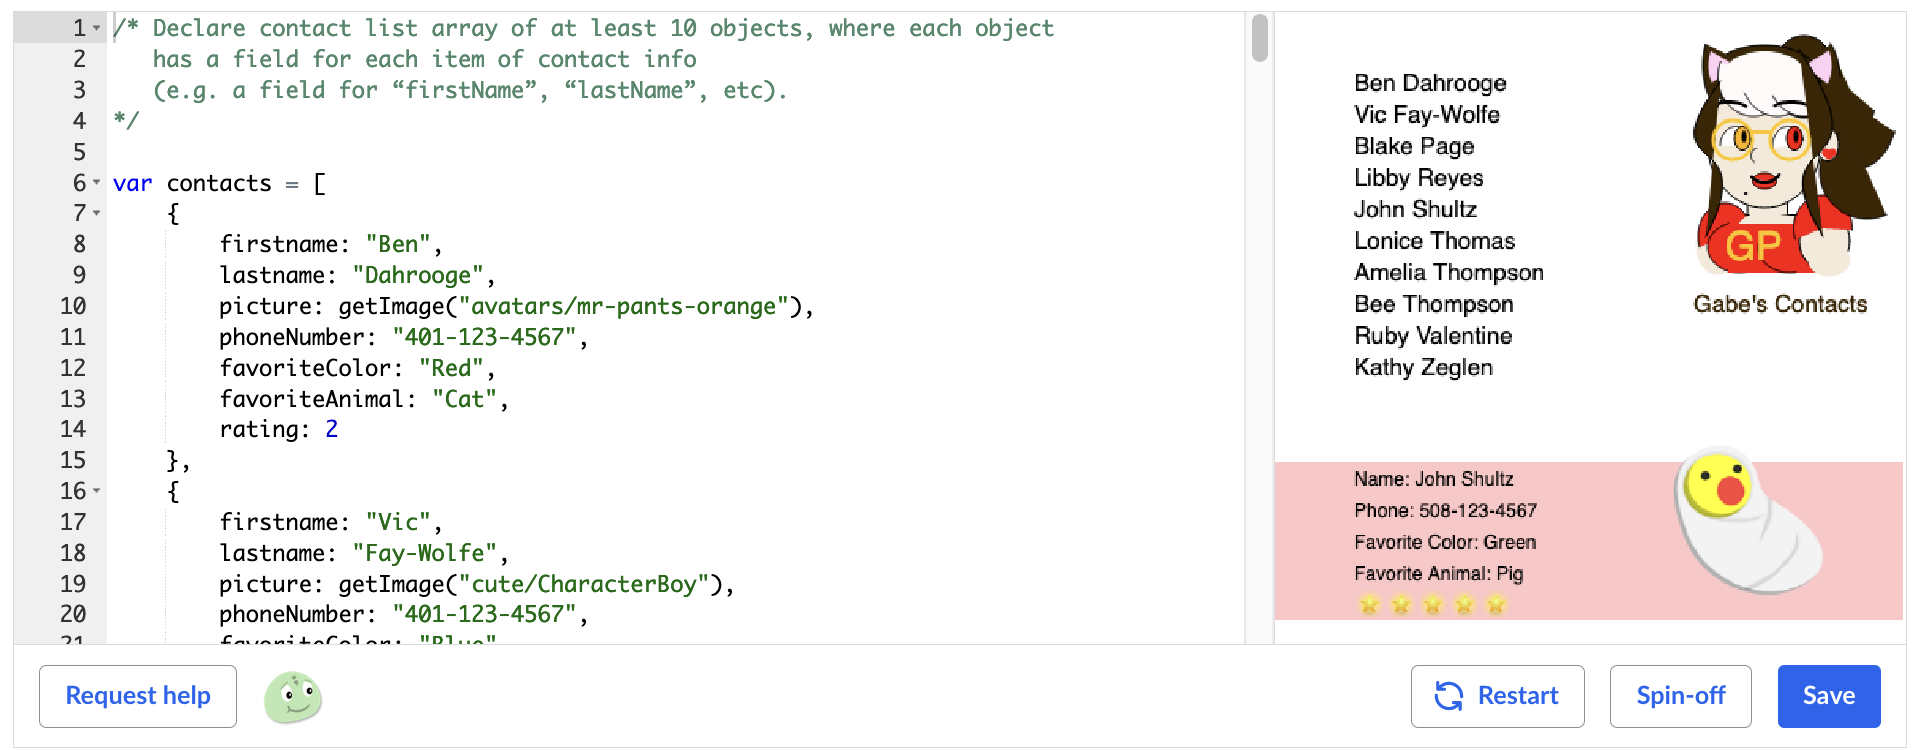 1 /* Declare contact list array of at least 10 objects, where each object
2 has a field for each item of contact info
3 (e.g. a field for “firstName”, “lastName”, etc).
4 */
5
6 var contacts = [
7 {
8 firstname: "Ben",
9 lastname: "Dahrooge",
10 picture: getImage("avatars/mr-pants-orange"),
11 phoneNumber: "401-123-4567",
12 favoriteColor: "Red",
13 favoriteAnimal: "Cat",
14 rating: 2
15 },
16 {
17 firstname: "Vic",
18 lastname: "Fay-Wolfe",
19 picture: getImage("cute/CharacterBoy"),
20 phoneNumber: "401-123-4567",
21 favoriteColor: "Blue"
Ben Dahrooge
Vic Fay-Wolfe
Blake Page
Libby Reyes
John Shultz
Lonice Thomas
Amelia Thompson
Bee Thompson
Ruby Valentine
Kathy Zeglen
GP
Gabe's Contacts
Name: John Shultz
Phone: 508-123-4567
Favorite Color: Green
Favorite Animal: Pig
Request help
Restart
Spin-off
Save